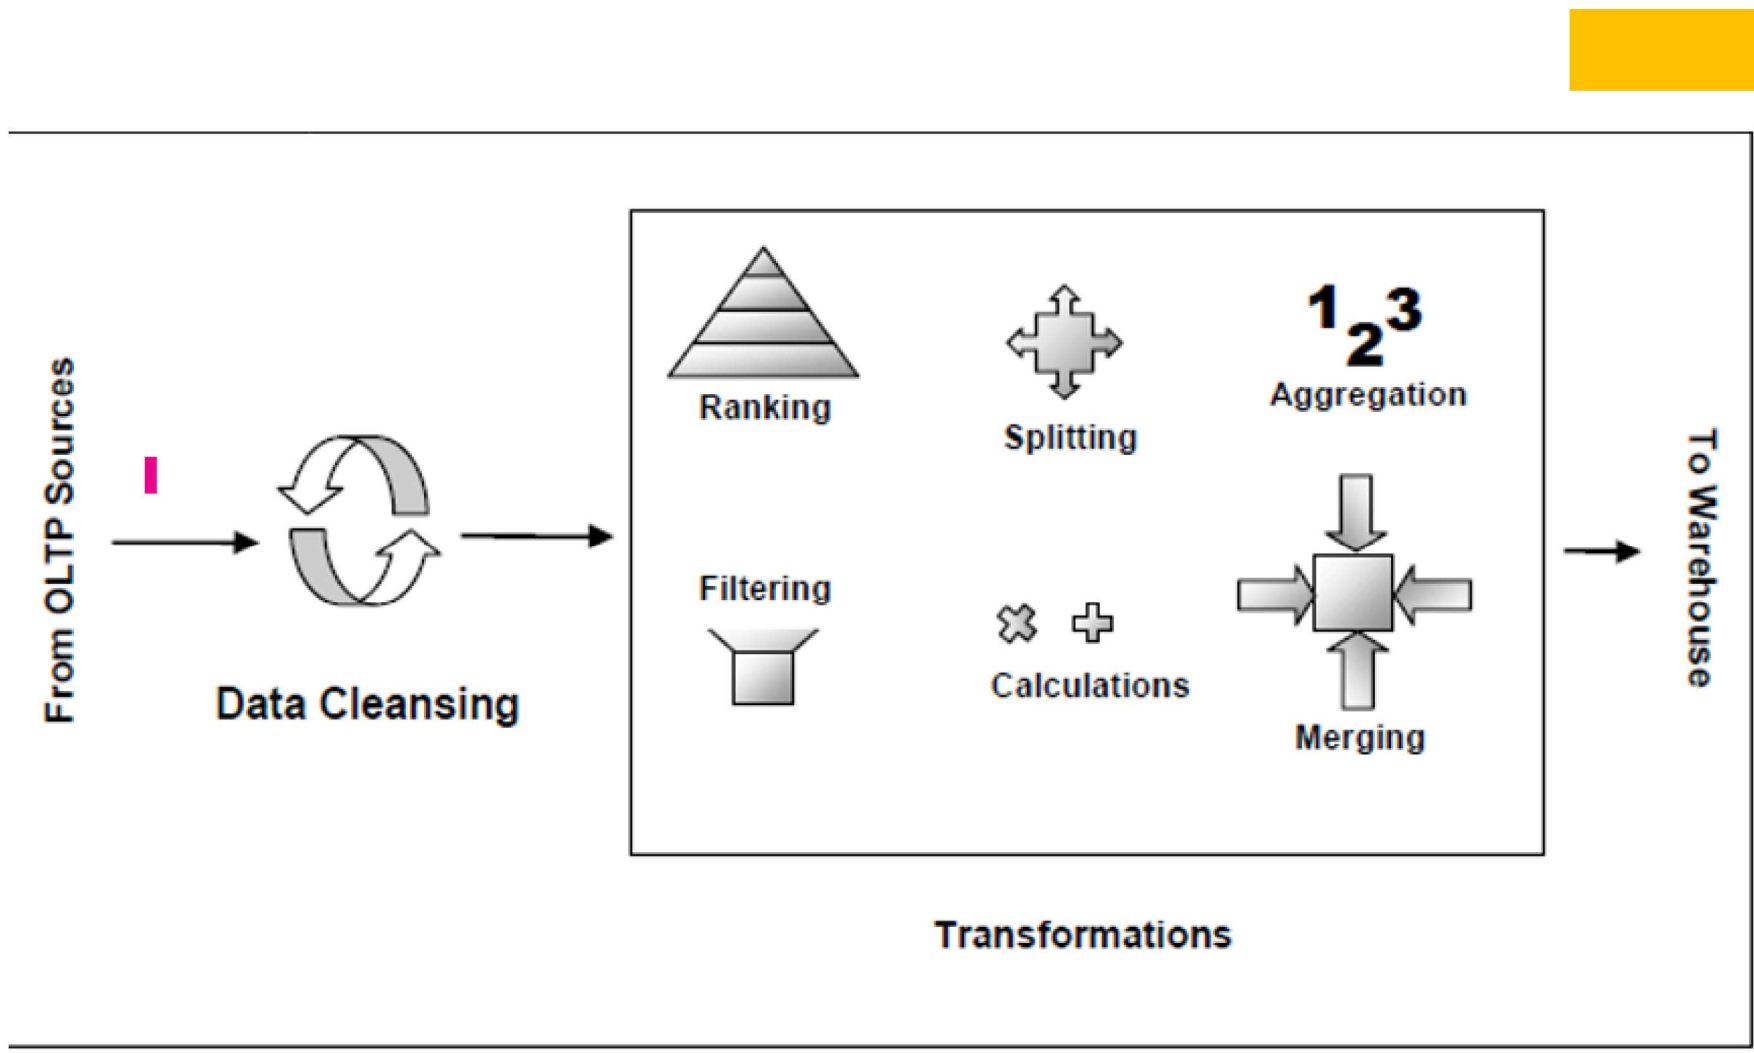 From OLTP Sources
Data Cleansing
Ranking
Splitting
1 2 3
Aggregation
Filtering
Calculations
Merging
Transformations
To Warehouse